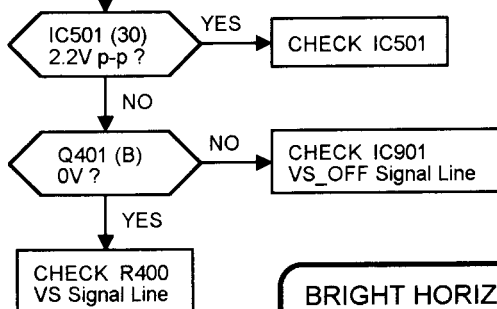 IC501 (30)
2.2V p-p ?
YES
CHECK IC501
NO
Q401 (B)
0V ?
NO
CHECK IC901
VS_OFF Signal Line
YES
CHECK R400
VS Signal Line
BRIGHT